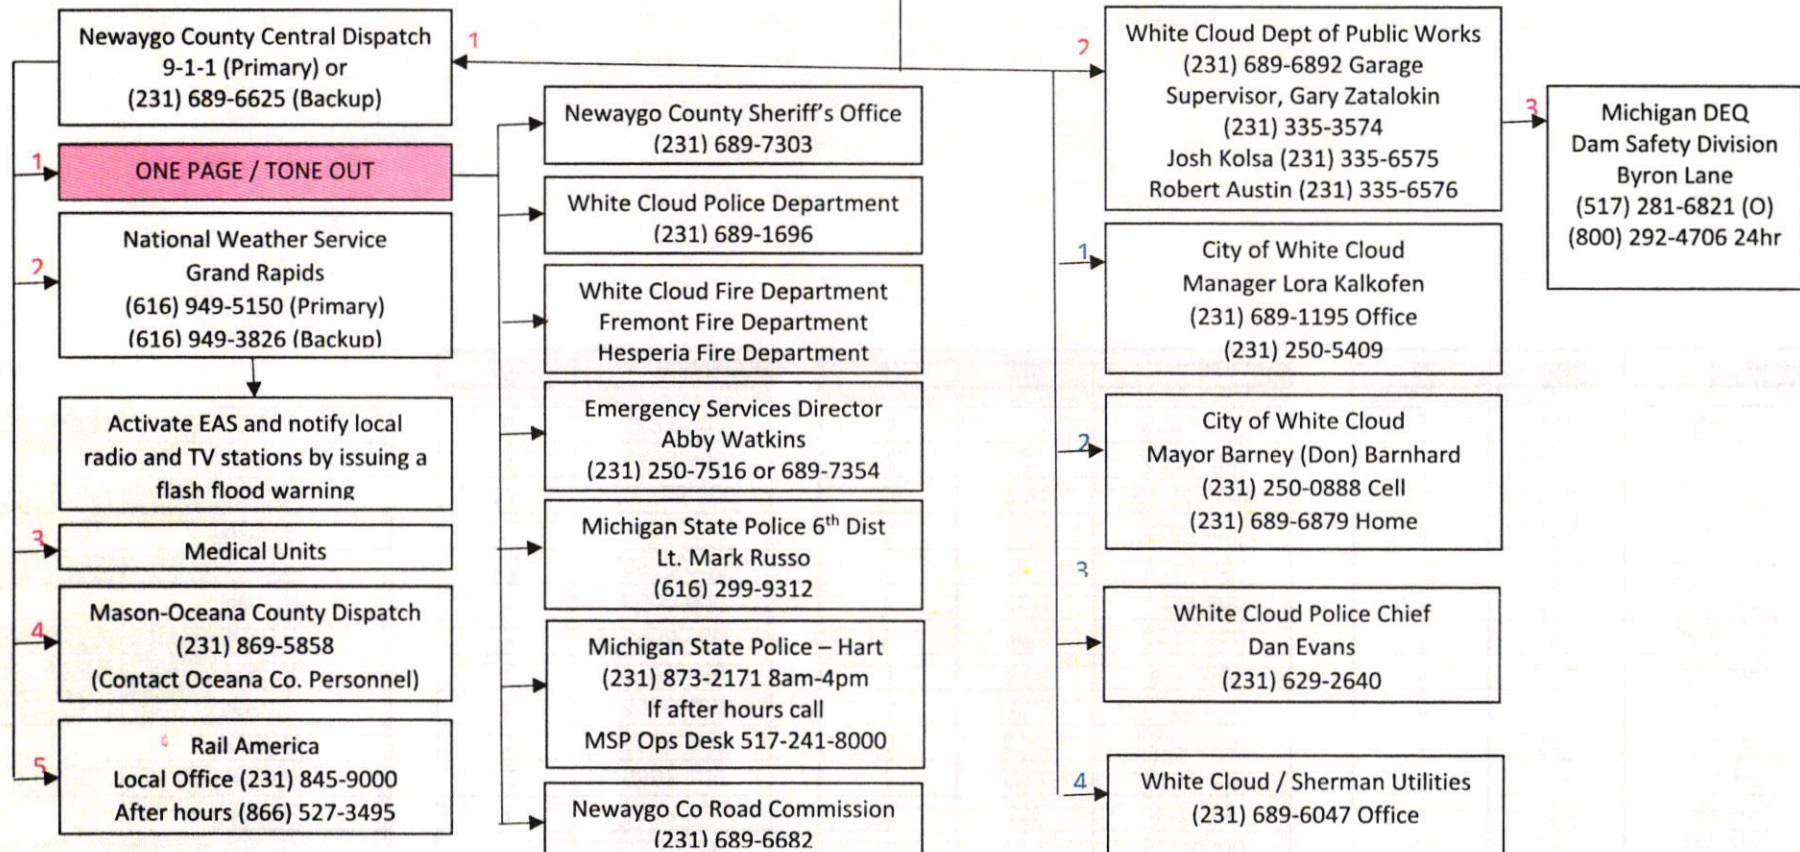 Newaygo County Central Dispatch
9-1-1 (Primary) or
(231) 689-6625 (Backup)
1
1
ONE PAGE / TONE OUT
2
National Weather Service
Grand Rapids
(616) 949-5150 (Primary)
(616) 949-3826 (Backup)
Activate EAS and notify local
radio and TV stations by issuing a
flash flood warning
3
Medical Units
4
Mason-Oceana County Dispatch
(231) 869-5858
(Contact Oceana Co. Personnel)
5
Rail America
Local Office (231) 845-9000
After hours (866) 527-3495
Newaygo County Sheriff's Office
(231) 689-7303
White Cloud Police Department
(231) 689-1696
White Cloud Fire Department
Fremont Fire Department
Hesperia Fire Department
Emergency Services Director
Abby Watkins
(231) 250-7516 or 689-7354
Michigan State Police 6th Dist
Lt. Mark Russo
(616) 299-9312
Michigan State Police – Hart
(231) 873-2171 8am-4pm
If after hours call
MSP Ops Desk 517-241-8000
Newaygo Co Road Commission
(231) 689-6682
2
White Cloud Dept of Public Works
(231) 689-6892 Garage
Supervisor, Gary Zatalokin
(231) 335-3574
Josh Kolsa (231) 335-6575
Robert Austin (231) 335-6576
3
Michigan DEQ
Dam Safety Division
Byron Lane
(517) 281-6821 (O)
(800) 292-4706 24hr
1
City of White Cloud
Manager Lora Kalkofen
(231) 689-1195 Office
(231) 250-5409
2
City of White Cloud
Mayor Barney (Don) Barnhard
(231) 250-0888 Cell
(231) 689-6879 Home
3
White Cloud Police Chief
Dan Evans
(231) 629-2640
4
White Cloud / Sherman Utilities
(231) 689-6047 Office